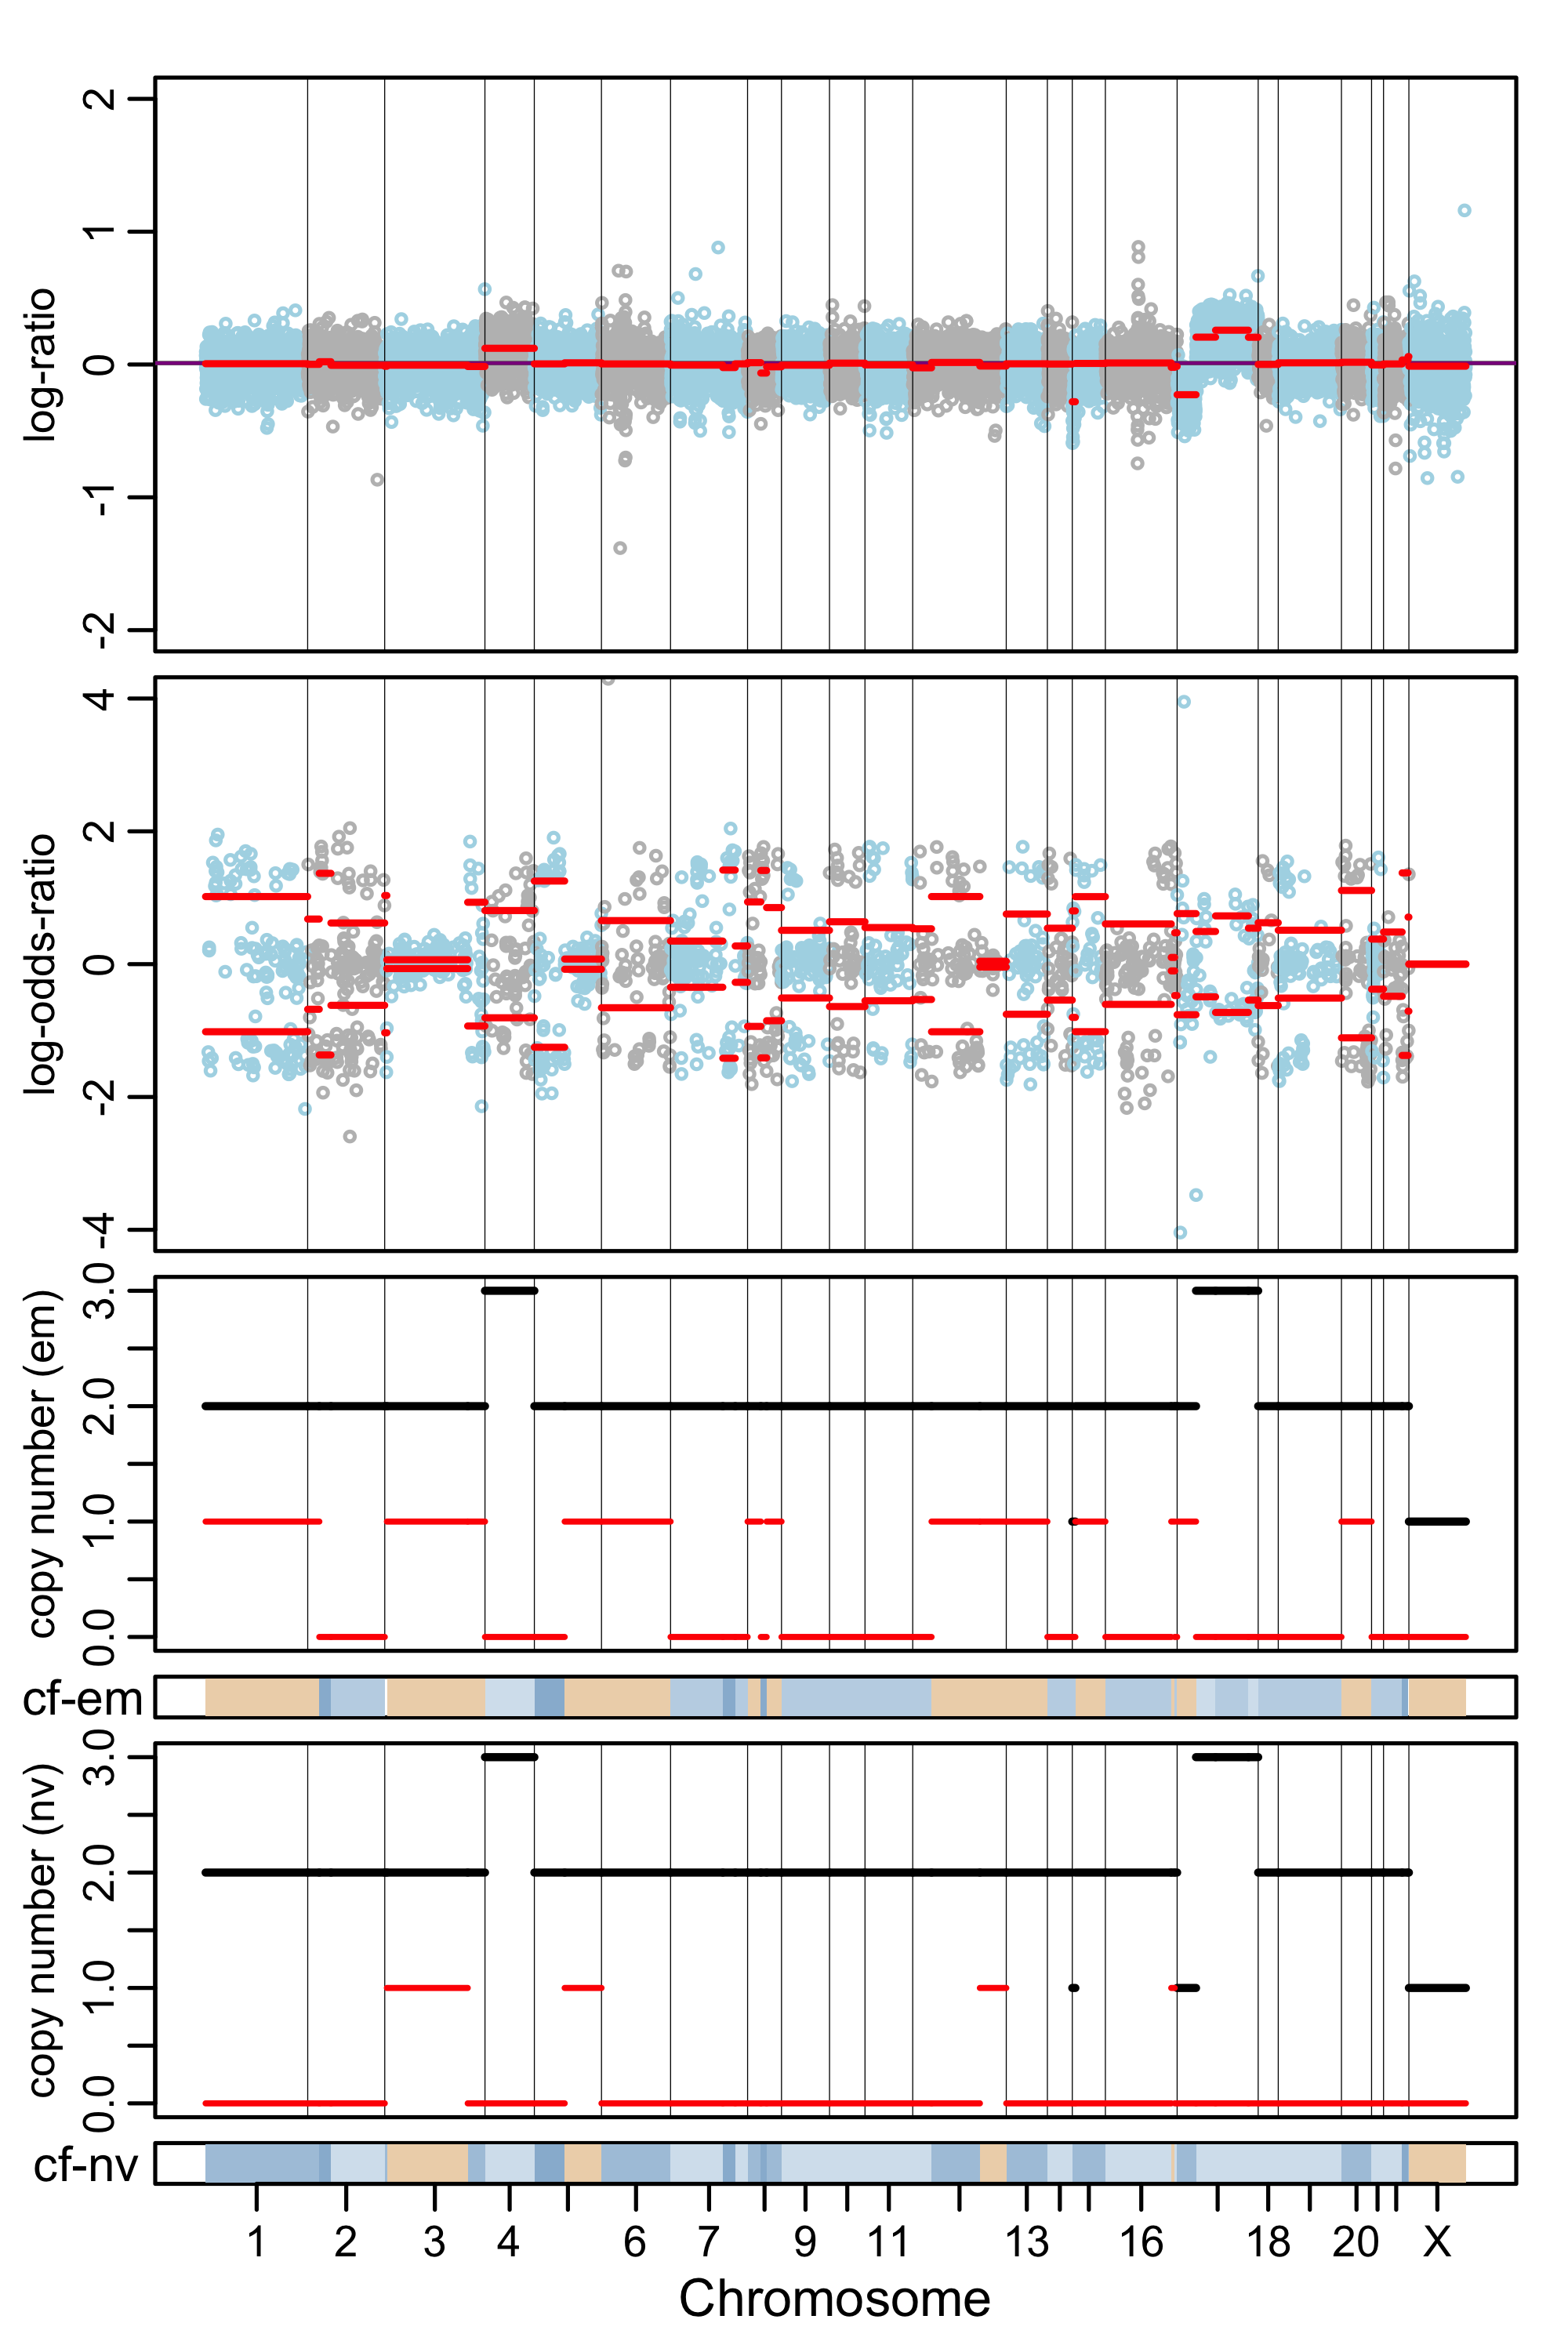 2
1
0
-1
-2
log-ratio
4
2
0
-2
-4
log-odds-ratio
3.0
2.0
1.0
0.0
copy number (em)
cf-em
3.0
2.0
1.0
0.0
copy number (nv)
cf-nv
1 2 3 4 6 7 9 11 13 16 18 20 X
Chromosome